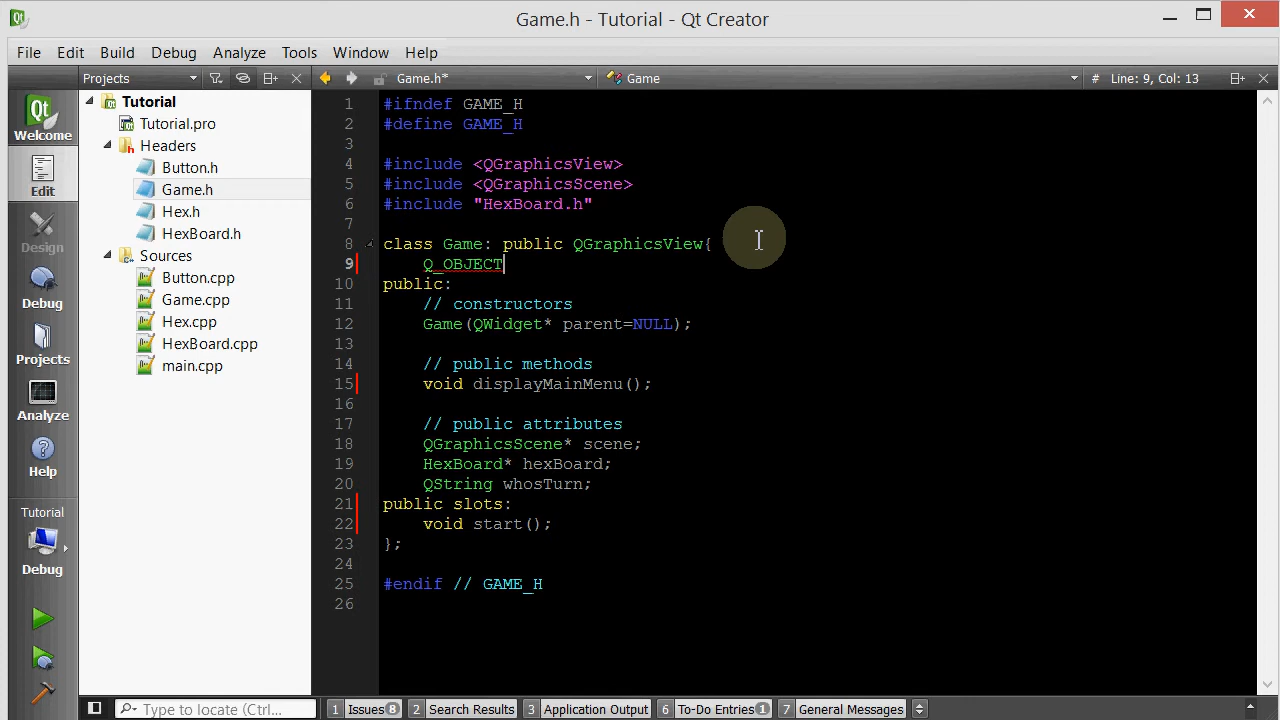 Game.h - Tutorial - Qt Creator
File Edit Build Debug Analyze Tools Window Help
Projects Game.h* Game # Line: 9, Col: 13
Welcome
Edit
Design
Debug
Projects
Analyze
Help
Tutorial
Debug
Tutorial
Tutorial.pro
Headers
Button.h
Game.h
Hex.h
HexBoard.h
Sources
Button.cpp
Game.cpp
Hex.cpp
HexBoard.cpp
main.cpp
1 #ifndef GAME_H
2 #define GAME_H
3
4 #include <QGraphicsView>
5 #include <QGraphicsScene>
6 #include "HexBoard.h"
7
8 class Game: public QGraphicsView{
9 Q_OBJECT
10 public:
11 // constructors
12 Game(QWidget* parent=NULL);
13
14 // public methods
15 void displayMainMenu();
16
17 // public attributes
18 QGraphicsScene* scene;
19 HexBoard* hexBoard;
20 QString whosTurn;
21 public slots:
22 void start();
23 };
24
25 #endif // GAME_H
26
Type to locate (Ctrl... 1 Issues 8 2 Search Results 3 Application Output 6 To-Do Entries 1 7 General Messages